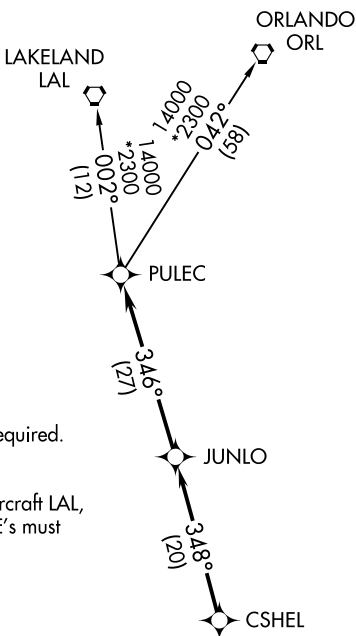 ORLANDO
ORL
LAKELAND
LAL
14000
*2300
042°
(58)
14000
*2300
002°
(12)
PULEC
346°
(27)
equired.
JUNLO
rcraft LAL,
E's must
348°
(20)
CSHEL